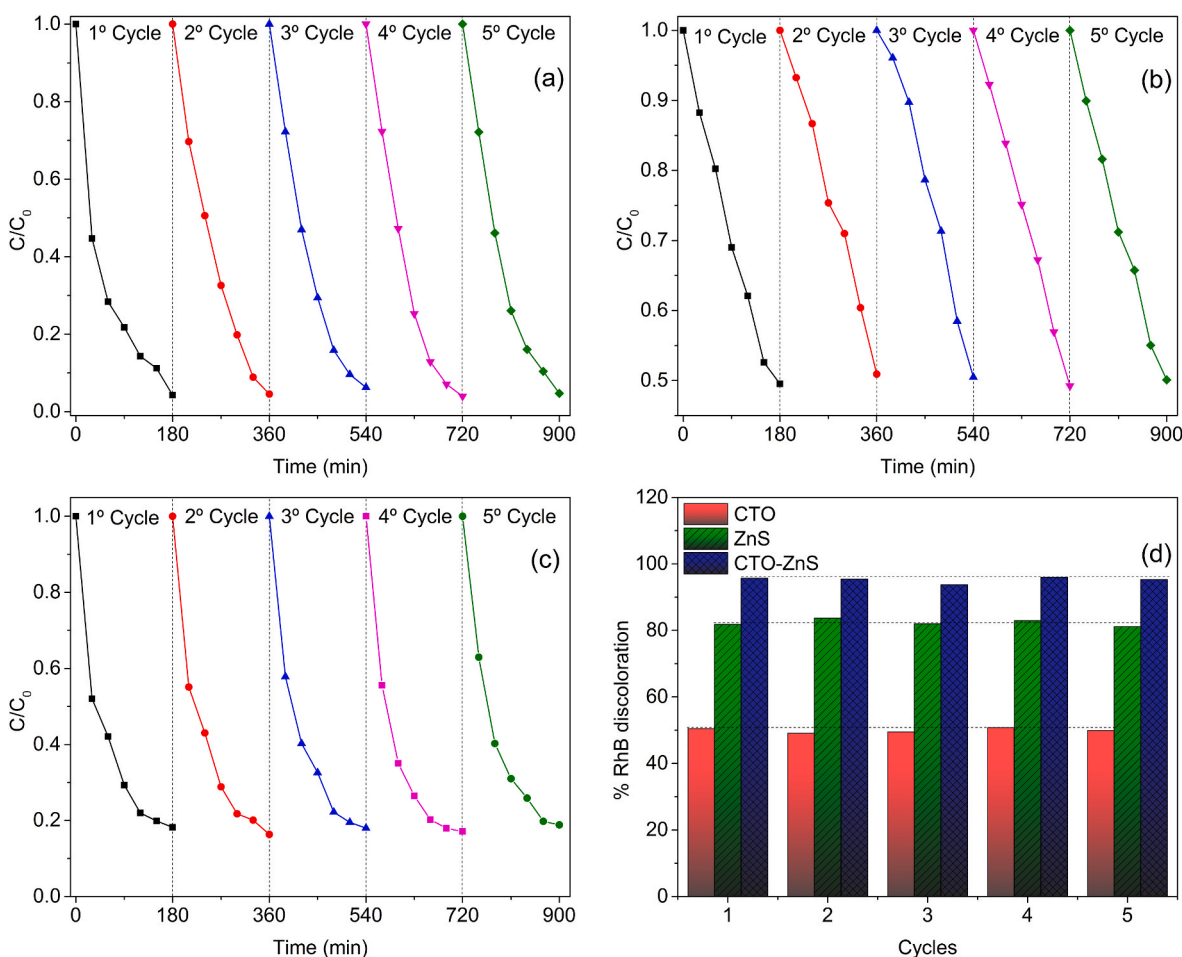 1.0
0.8
0.6
0.4
0.2
0.0
C/C0
1º Cycle 2º Cycle 3º Cycle 4º Cycle 5º Cycle
(a)
0 180 360 540 720 900
Time (min)
1.0
0.9
0.8
0.7
0.6
0.5
C/C0
1º Cycle 2º Cycle 3º Cycle 4º Cycle 5º Cycle
(b)
0 180 360 540 720 900
Time (min)
1.0
0.8
0.6
0.4
0.2
0.0
C/C0
1º Cycle 2º Cycle 3º Cycle 4º Cycle 5º Cycle
(c)
0 180 360 540 720 900
Time (min)
120
100
80
60
40
20
0
% RhB discoloration
CTO
ZnS
CTO-ZnS
(d)
1 2 3 4 5
Cycles